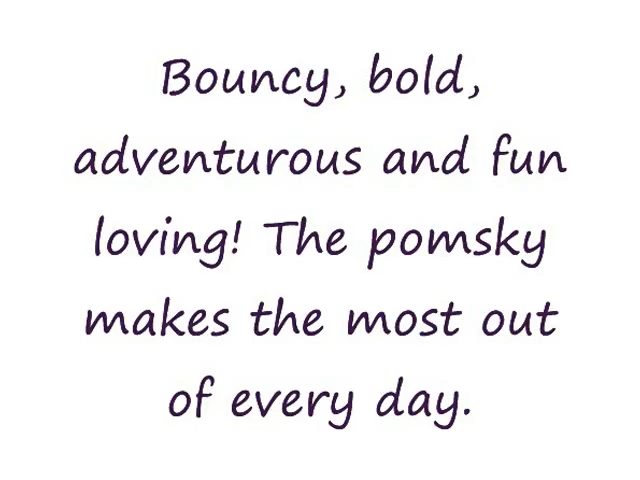 Bouncy, bold,
adventurous and fun
loving! The pomsky
makes the most out
of every day.